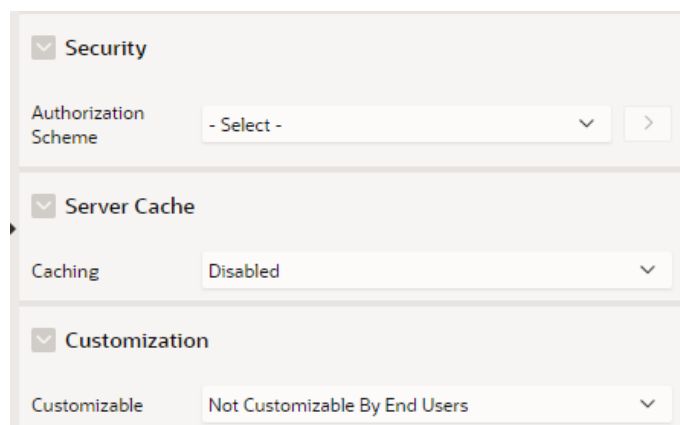 Security
Authorization
Scheme
- Select -
Server Cache
Caching
Disabled
Customization
Customizable
Not Customizable By End Users